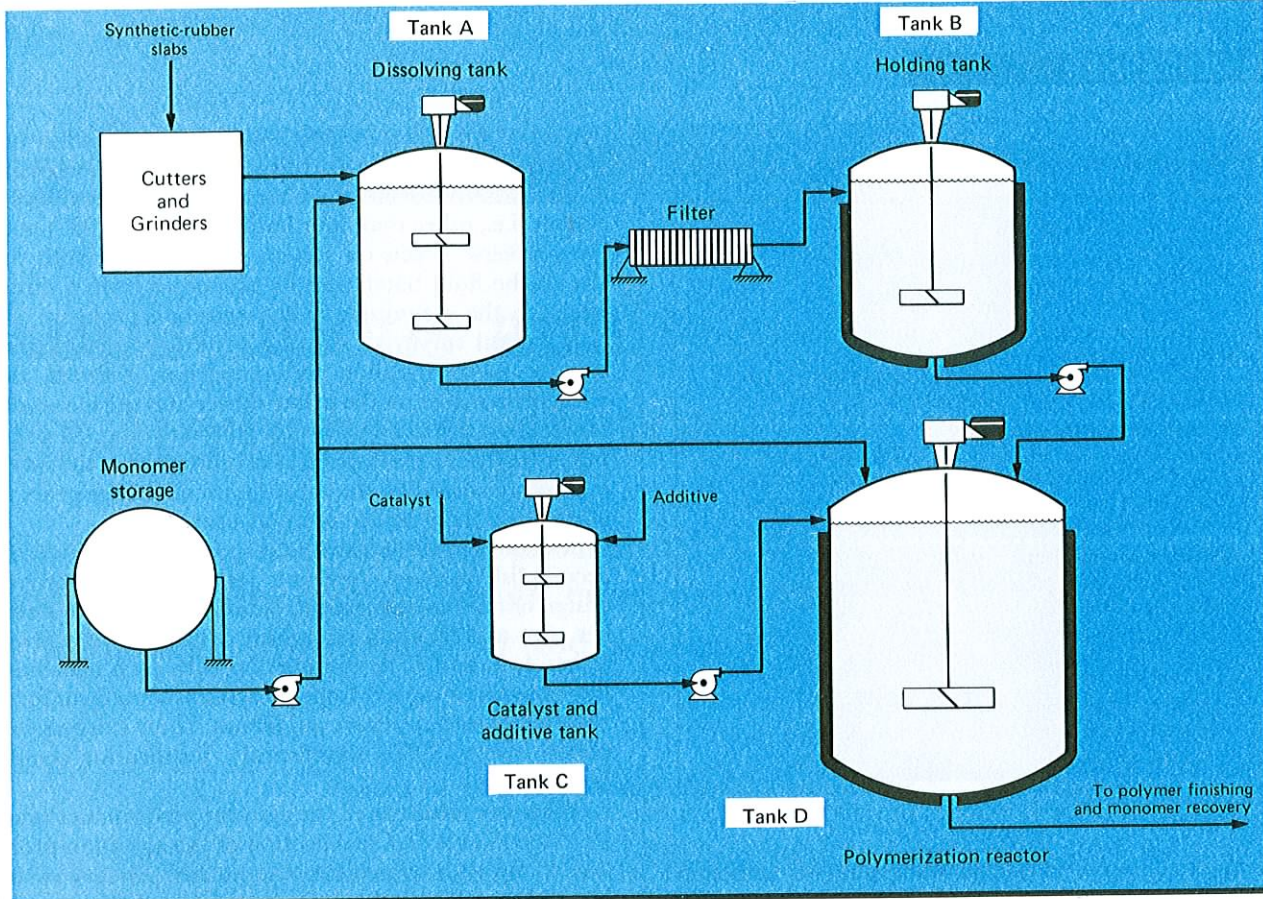 Tank A
Tank B
Synthetic-rubber
slabs
Dissolving tank
Holding tank
Cutters
and
Grinders
Filter
Monomer
storage
Catalyst
Additive
Catalyst and
additive tank
Tank C
Tank D
To polymer finishing
and monomer recovery
Polymerization reactor